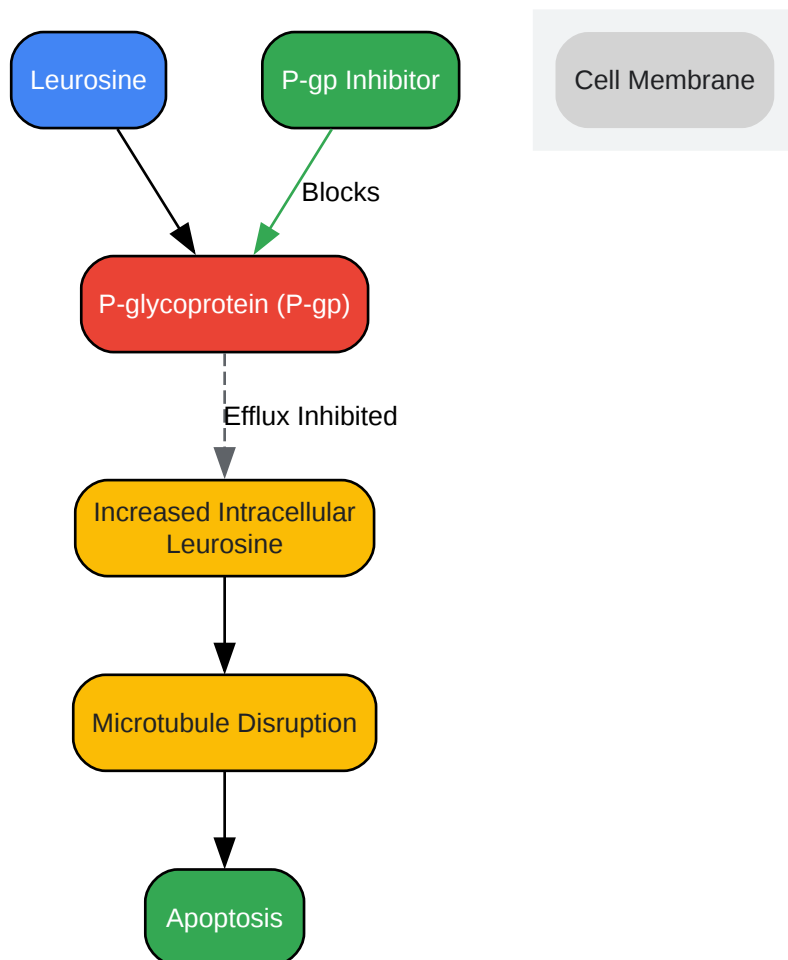 Leurosine
P-gp Inhibitor
Cell Membrane
Blocks
P-glycoprotein (P-gp)
Efflux Inhibited
Increased Intracellular
Leurosine
Microtubule Disruption
Apoptosis